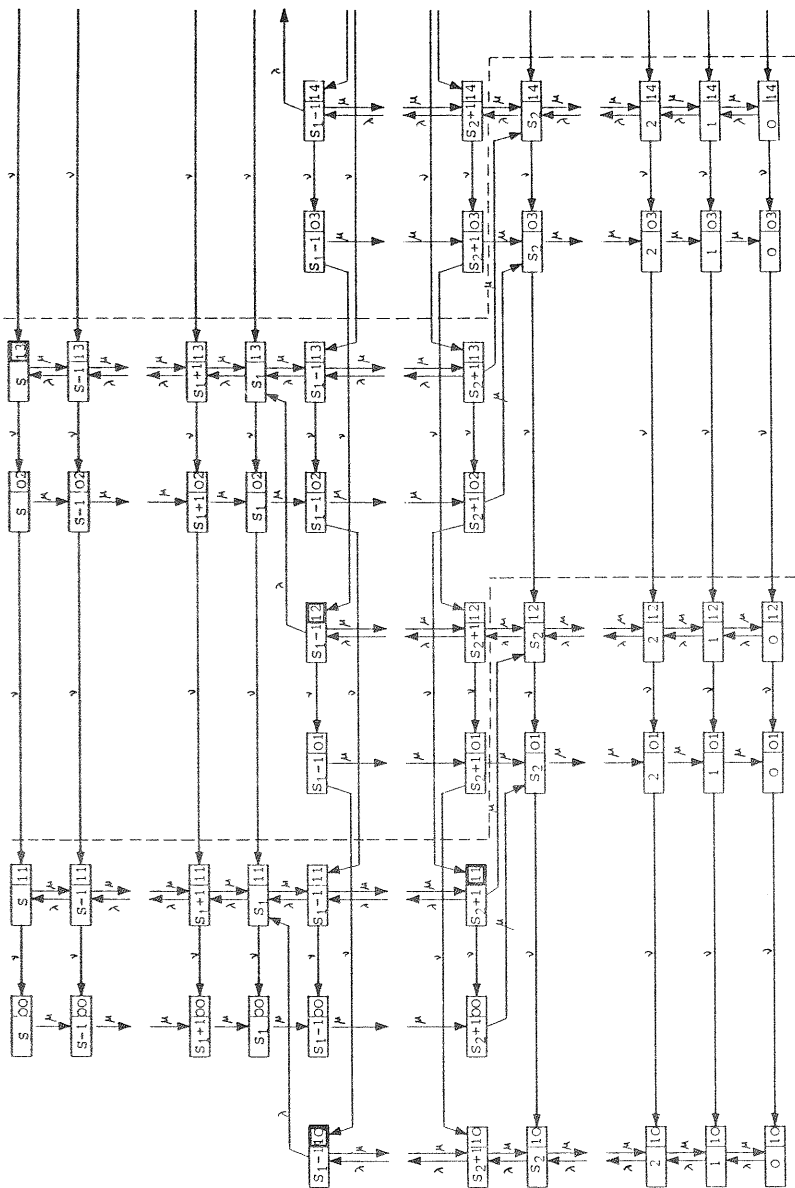 S 00 ν S 11 ν S 02 ν S 13 ν
μ λ μ μ λ μ
S-1 00 ν S-1 11 ν S-1 02 ν S-1 13 ν
μ λ μ μ λ μ
μ λ μ μ λ μ
S₁+1 00 ν S₁+1 11 ν S₁+1 02 ν S₁+1 13 ν
μ λ μ μ λ μ
S₁ 00 ν S₁ 11 ν S₁ 02 ν S₁ 13 ν
λ μ λ μ λ μ λ μ λ
S₁-1 10 S₁-1 00 ν S₁-1 11 S₁-1 01 ν S₁-1 12 S₁-1 02 ν S₁-1 13 S₁-1 03 ν S₁-1 14
ν ν ν ν
λ μ μ λ μ μ λ μ μ λ μ μ λ μ
λ μ μ λ μ μ λ μ μ λ μ μ λ μ
ν ν ν ν
S₂+1 10 S₂+1 00 ν S₂+1 11 S₂+1 01 ν S₂+1 12 S₂+1 02 ν S₂+1 13 S₂+1 03 ν S₂+1 14
λ μ μ μ μ λ μ μ μ μ λ μ
S₂ 10 ν S₂ 01 ν S₂ 12 ν S₂ 03 ν S₂ 14
λ μ μ λ μ μ λ μ
λ μ μ λ μ μ λ μ
2 10 ν 2 01 ν 2 12 ν 2 03 ν 2 14
λ μ μ λ μ μ λ μ
1 10 ν 1 01 ν 1 12 ν 1 03 ν 1 14
λ μ μ λ μ μ λ μ
0 10 ν 0 01 ν 0 12 ν 0 03 ν 0 14